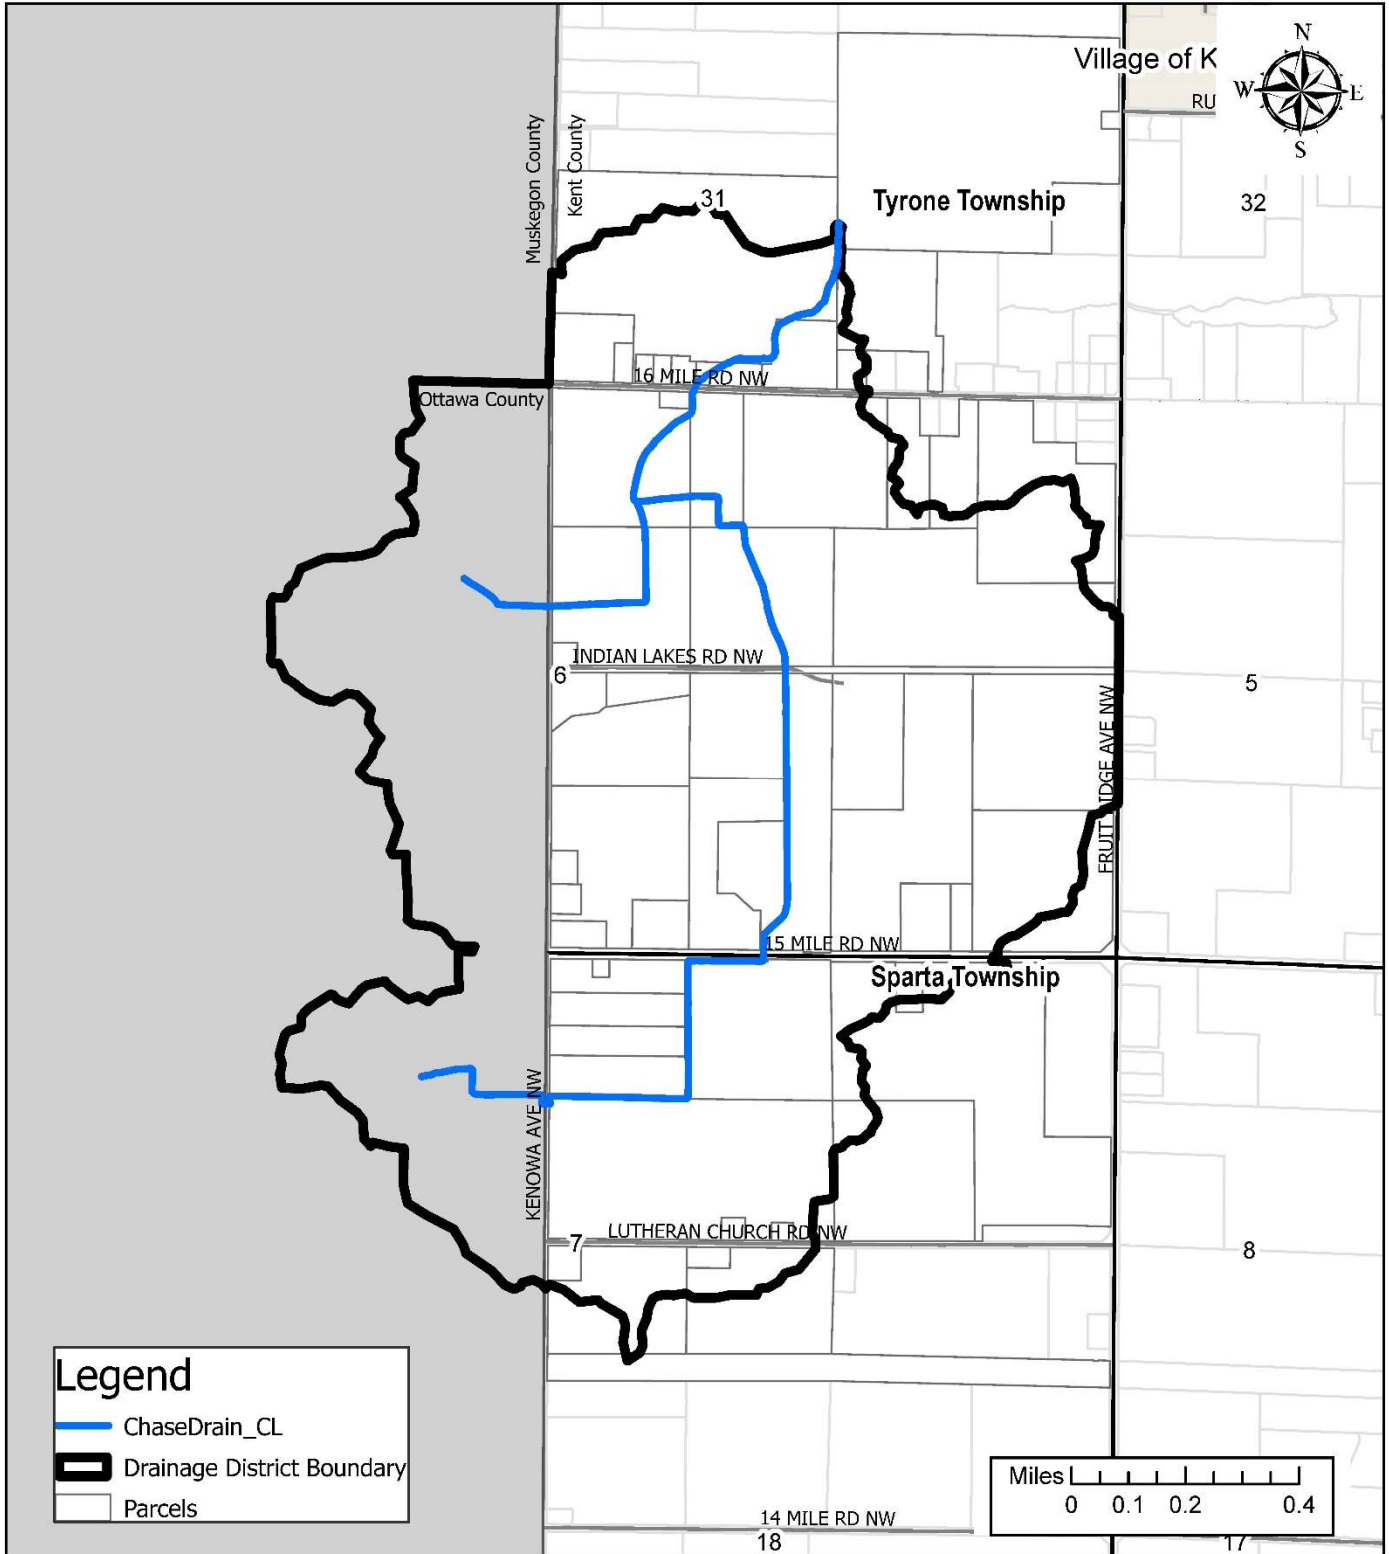 N
Village of K
W
E
RU
S
Muskegon County
Kent County
31
Tyrone Township
32
16 MILE RD NW
Ottawa County
INDIAN LAKES RD NW
6
5
FRUIT RIDGE AVE NW
15 MILE RD NW
Sparta Township
KENOWA AVE NW
LUTHERAN CHURCH RD NW
7
8
Legend
ChaseDrain_CL
Drainage District Boundary
Parcels
Miles
0 0.1 0.2 0.4
14 MILE RD NW
18
17